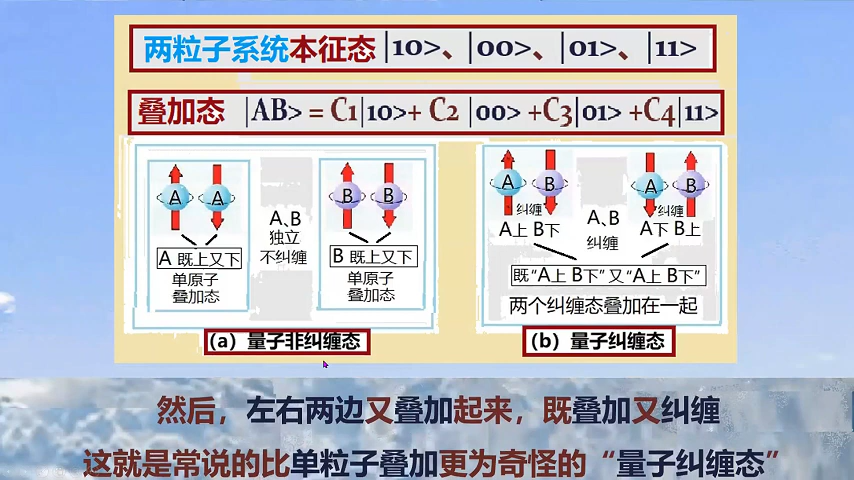 两粒子系统本征态 |10>、|00>、|01>、|11>
叠加态 |AB> = C1|10>+ C2 |00> +C3|01> +C4|11>
A A
A 既上又下
单原子
叠加态
A、B
独立
不纠缠
B B
B 既上又下
单原子
叠加态
(a) 量子非纠缠态
A B
纠缠
A上 B下
A、B
纠缠
A B
纠缠
A下 B上
既“A上 B下” 又 “A上 B下”
两个纠缠态叠加在一起
(b) 量子纠缠态
然后，左右两边又叠加起来，既叠加又纠缠
这就是常说的比单粒子叠加更为奇怪的“量子纠缠态”